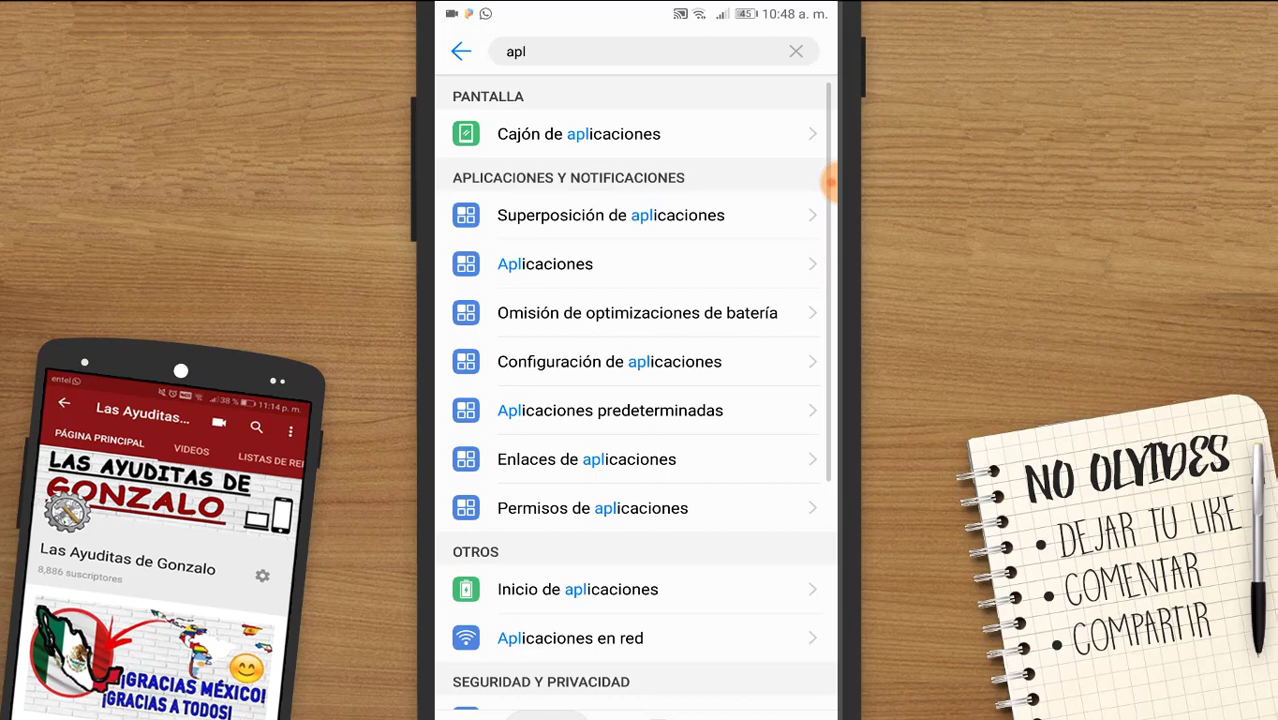 10:48 a. m.
45
apl
PANTALLA
Cajón de aplicaciones
APLICACIONES Y NOTIFICACIONES
Superposición de aplicaciones
Aplicaciones
Omisión de optimizaciones de batería
Configuración de aplicaciones
Aplicaciones predeterminadas
Enlaces de aplicaciones
Permisos de aplicaciones
OTROS
Inicio de aplicaciones
Aplicaciones en red
SEGURIDAD Y PRIVACIDAD
entel
38 % 11:14 p. m.
Las Ayuditas...
PÁGINA PRINCIPAL VIDEOS LISTAS DE RE
LAS AYUDITAS DE
GONZALO
Las Ayuditas de Gonzalo
8,886 suscriptores
¡GRACIAS MÉXICO!
¡GRACIAS A TODOS!
NO OLVIDES
• DEJAR TU LIKE
• COMENTAR
• COMPARTIR